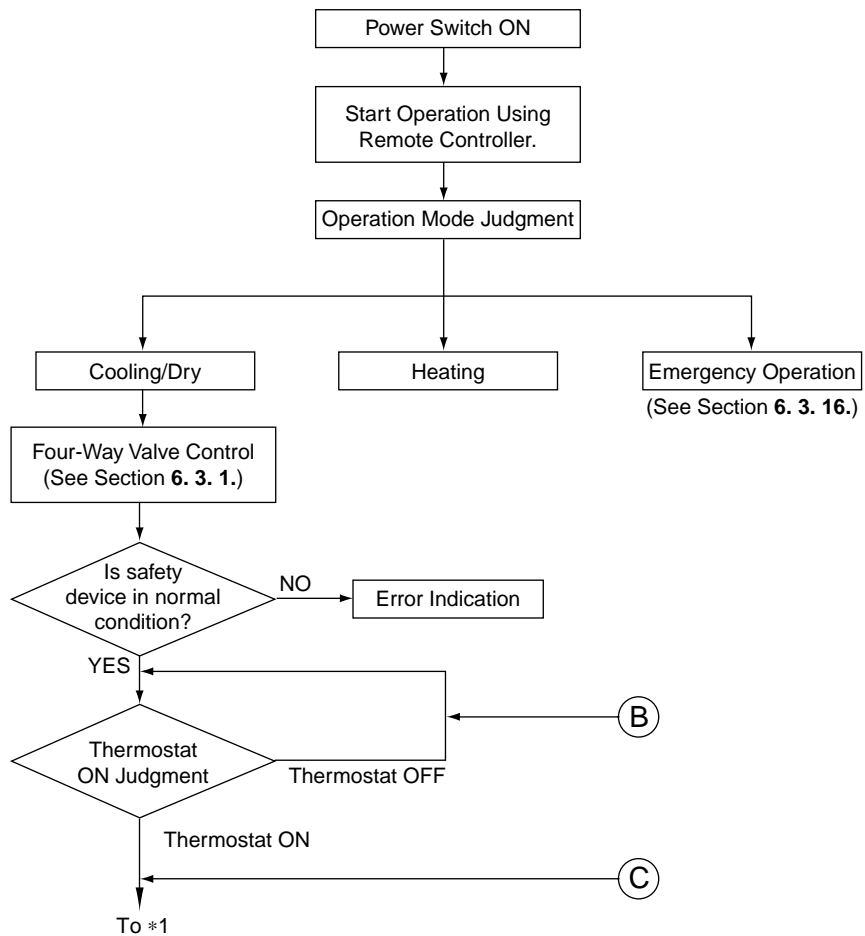 Power Switch ON
Start Operation Using
Remote Controller.
Operation Mode Judgment
Cooling/Dry
Heating
Emergency Operation
(See Section 6. 3. 16.)
Four-Way Valve Control
(See Section 6. 3. 1.)
Is safety
device in normal
condition?
NO
Error Indication
YES
B
Thermostat
ON Judgment
Thermostat OFF
Thermostat ON
C
To *1